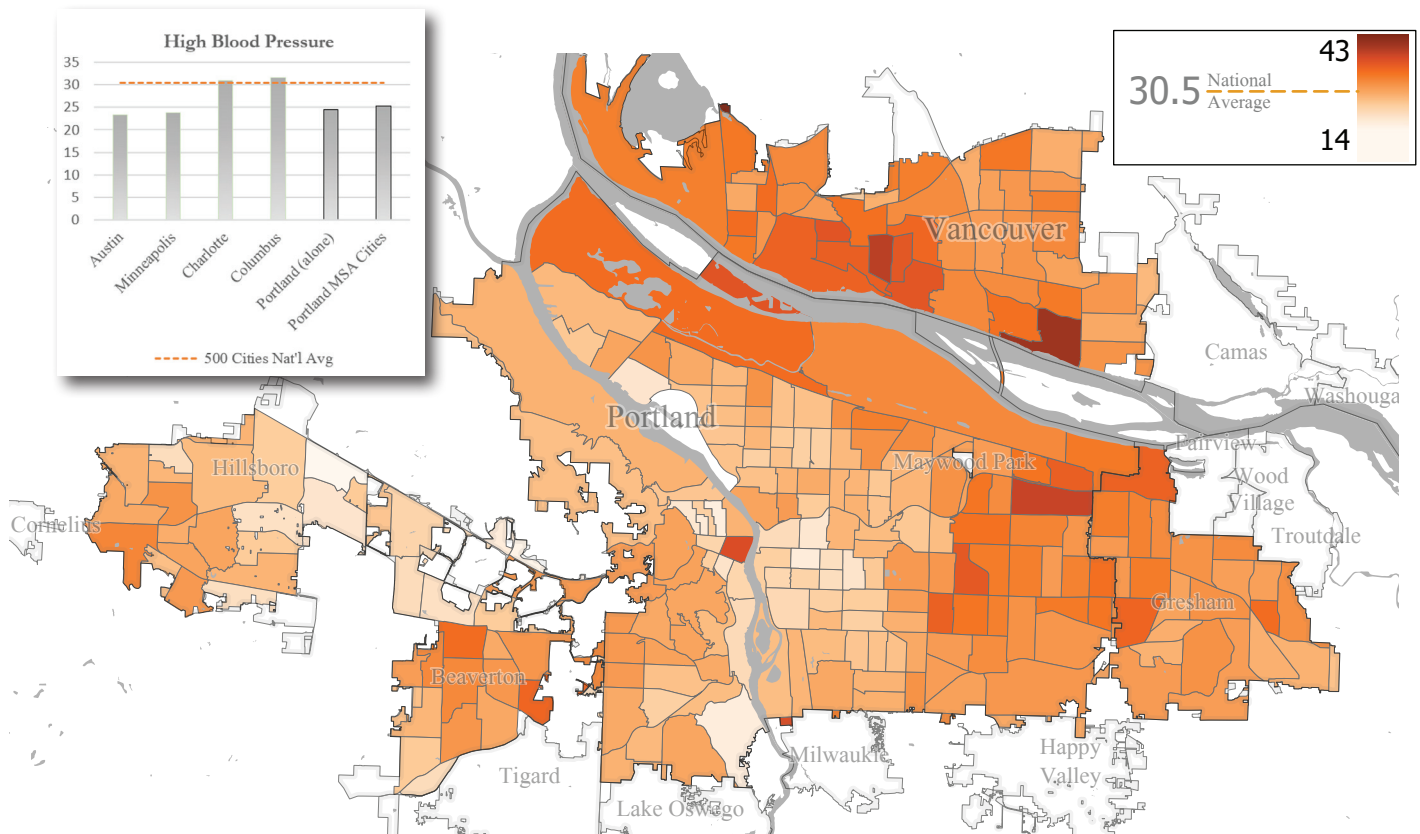 High Blood Pressure
35
30
25
20
15
10
5
0
Austin
Minneapolis
Charlotte
Columbus
Portland (alone)
Portland MSA Cities
500 Cities Nat'l Avg
43
30.5
National
Average
14
Vancouver
Camas
Washouga
Portland
Fairview
Maywood Park
Wood
Village
Troutdale
Hillsboro
Cornelius
Gresham
Beaverton
Tigard
Milwaukie
Happy
Valley
Lake Oswego